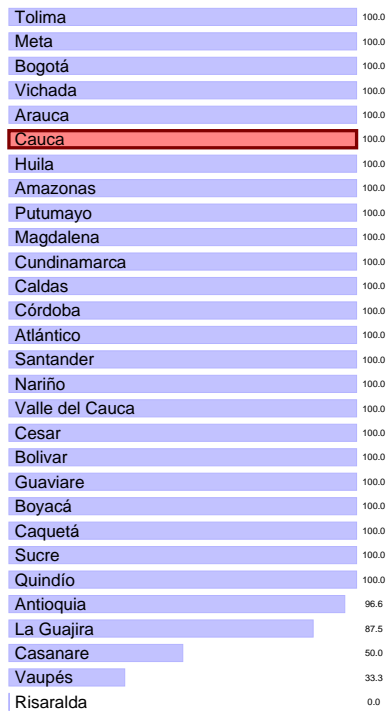 Tolima 100.0
Meta 100.0
Bogotá 100.0
Vichada 100.0
Arauca 100.0
Cauca 100.0
Huila 100.0
Amazonas 100.0
Putumayo 100.0
Magdalena 100.0
Cundinamarca 100.0
Caldas 100.0
Córdoba 100.0
Atlántico 100.0
Santander 100.0
Nariño 100.0
Valle del Cauca 100.0
Cesar 100.0
Bolivar 100.0
Guaviare 100.0
Boyacá 100.0
Caquetá 100.0
Sucre 100.0
Quindío 100.0
Antioquia 96.6
La Guajira 87.5
Casanare 50.0
Vaupés 33.3
Risaralda 0.0